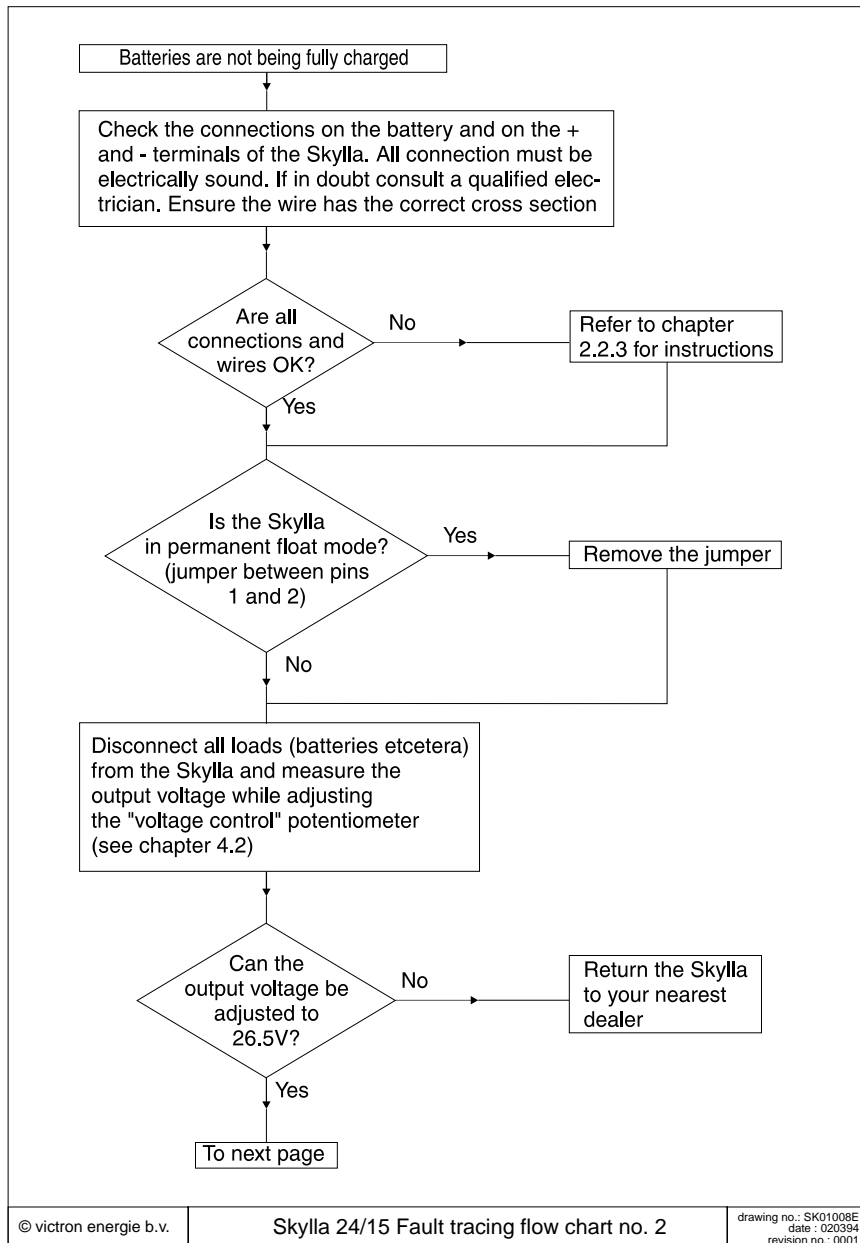 Batteries are not being fully charged
Check the connections on the battery and on the +
and - terminals of the Skylla. All connection must be
electrically sound. If in doubt consult a qualified elec-
trician. Ensure the wire has the correct cross section
Are all
connections and
wires OK?
No
Refer to chapter
2.2.3 for instructions
Yes
Is the Skylla
in permanent float mode?
(jumper between pins
1 and 2)
Yes
Remove the jumper
No
Disconnect all loads (batteries etcetera)
from the Skylla and measure the
output voltage while adjusting
the "voltage control" potentiometer
(see chapter 4.2)
Can the
output voltage be
adjusted to
26.5V?
No
Return the Skylla
to your nearest
dealer
Yes
To next page
© victron energie b.v.
Skylla 24/15 Fault tracing flow chart no. 2
drawing no.: SK01008E
date : 020394
revision no.: 0001